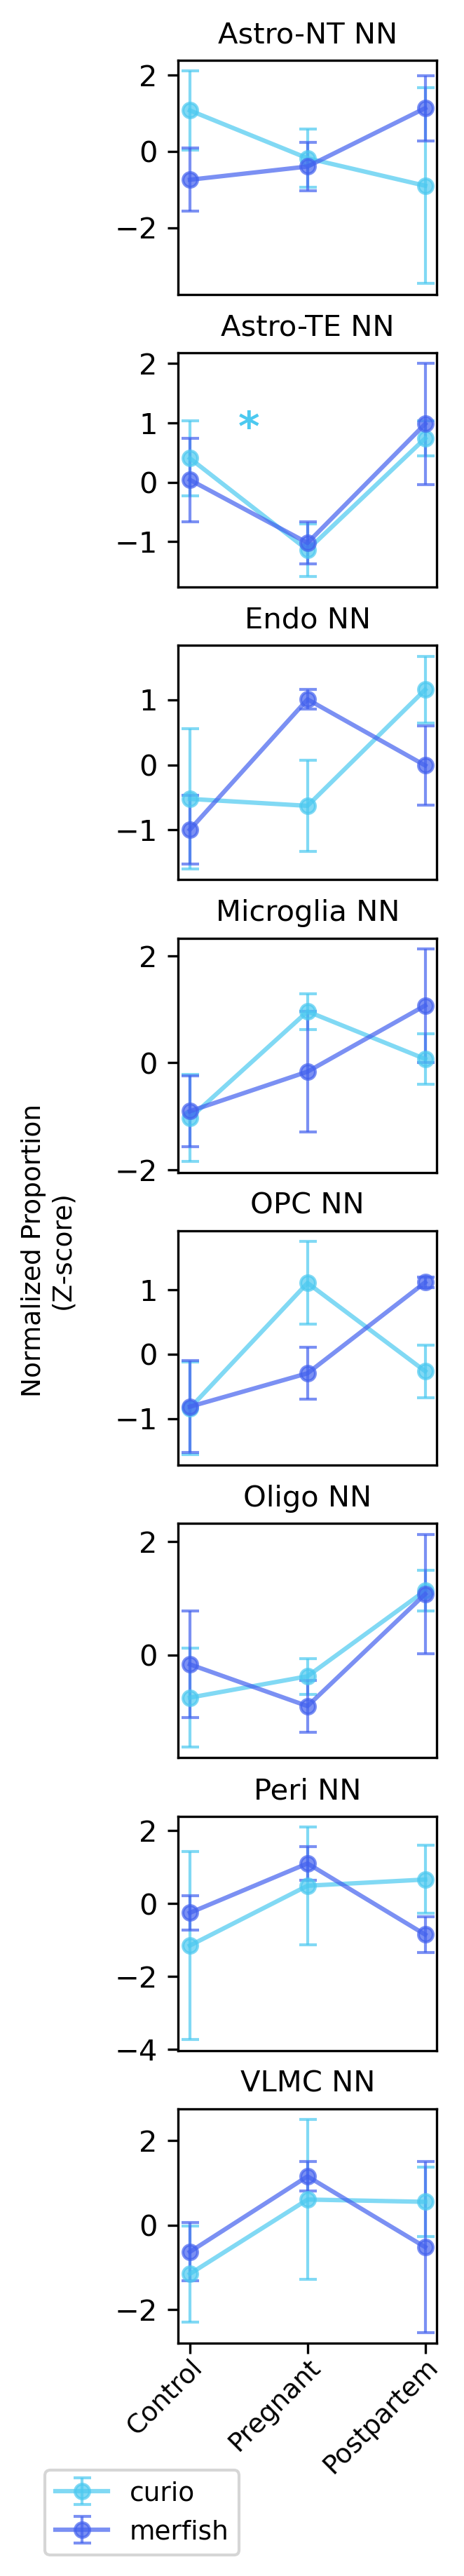 Astro-NT NN
2
0
−2
Astro-TE NN
2
1
0
−1
*
Endo NN
1
0
−1
Microglia NN
2
0
−2
Normalized Proportion
(Z-score)
OPC NN
1
0
−1
Oligo NN
2
0
Peri NN
2
0
−2
−4
VLMC NN
2
0
−2
Control
Pregnant
Postpartem
curio
merfish